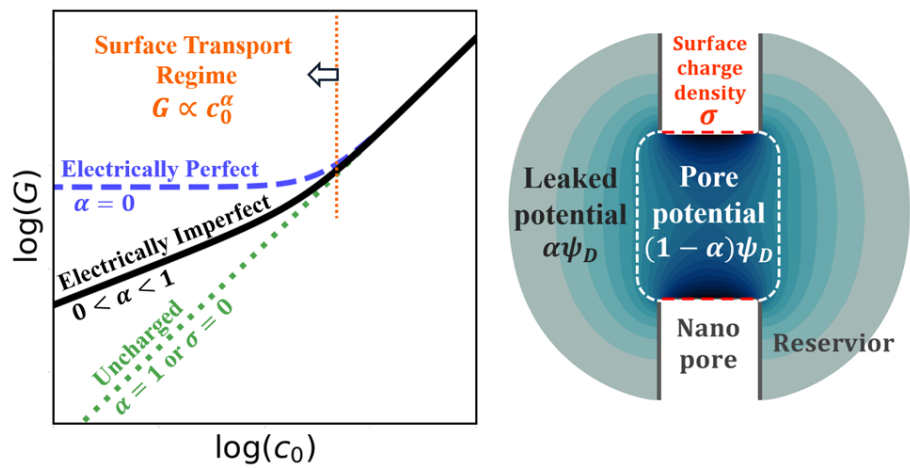 Surface Transport
Regime
G ∝ c₀^α
Electrically Perfect
α = 0
Electrically Imperfect
0 < α < 1
Uncharged
α = 1 or σ = 0
log(G)
log(c₀)
Surface
charge
density
σ
Leaked
potential
αψ_D
Pore
potential
(1 − α)ψ_D
Nano
pore
Reservior